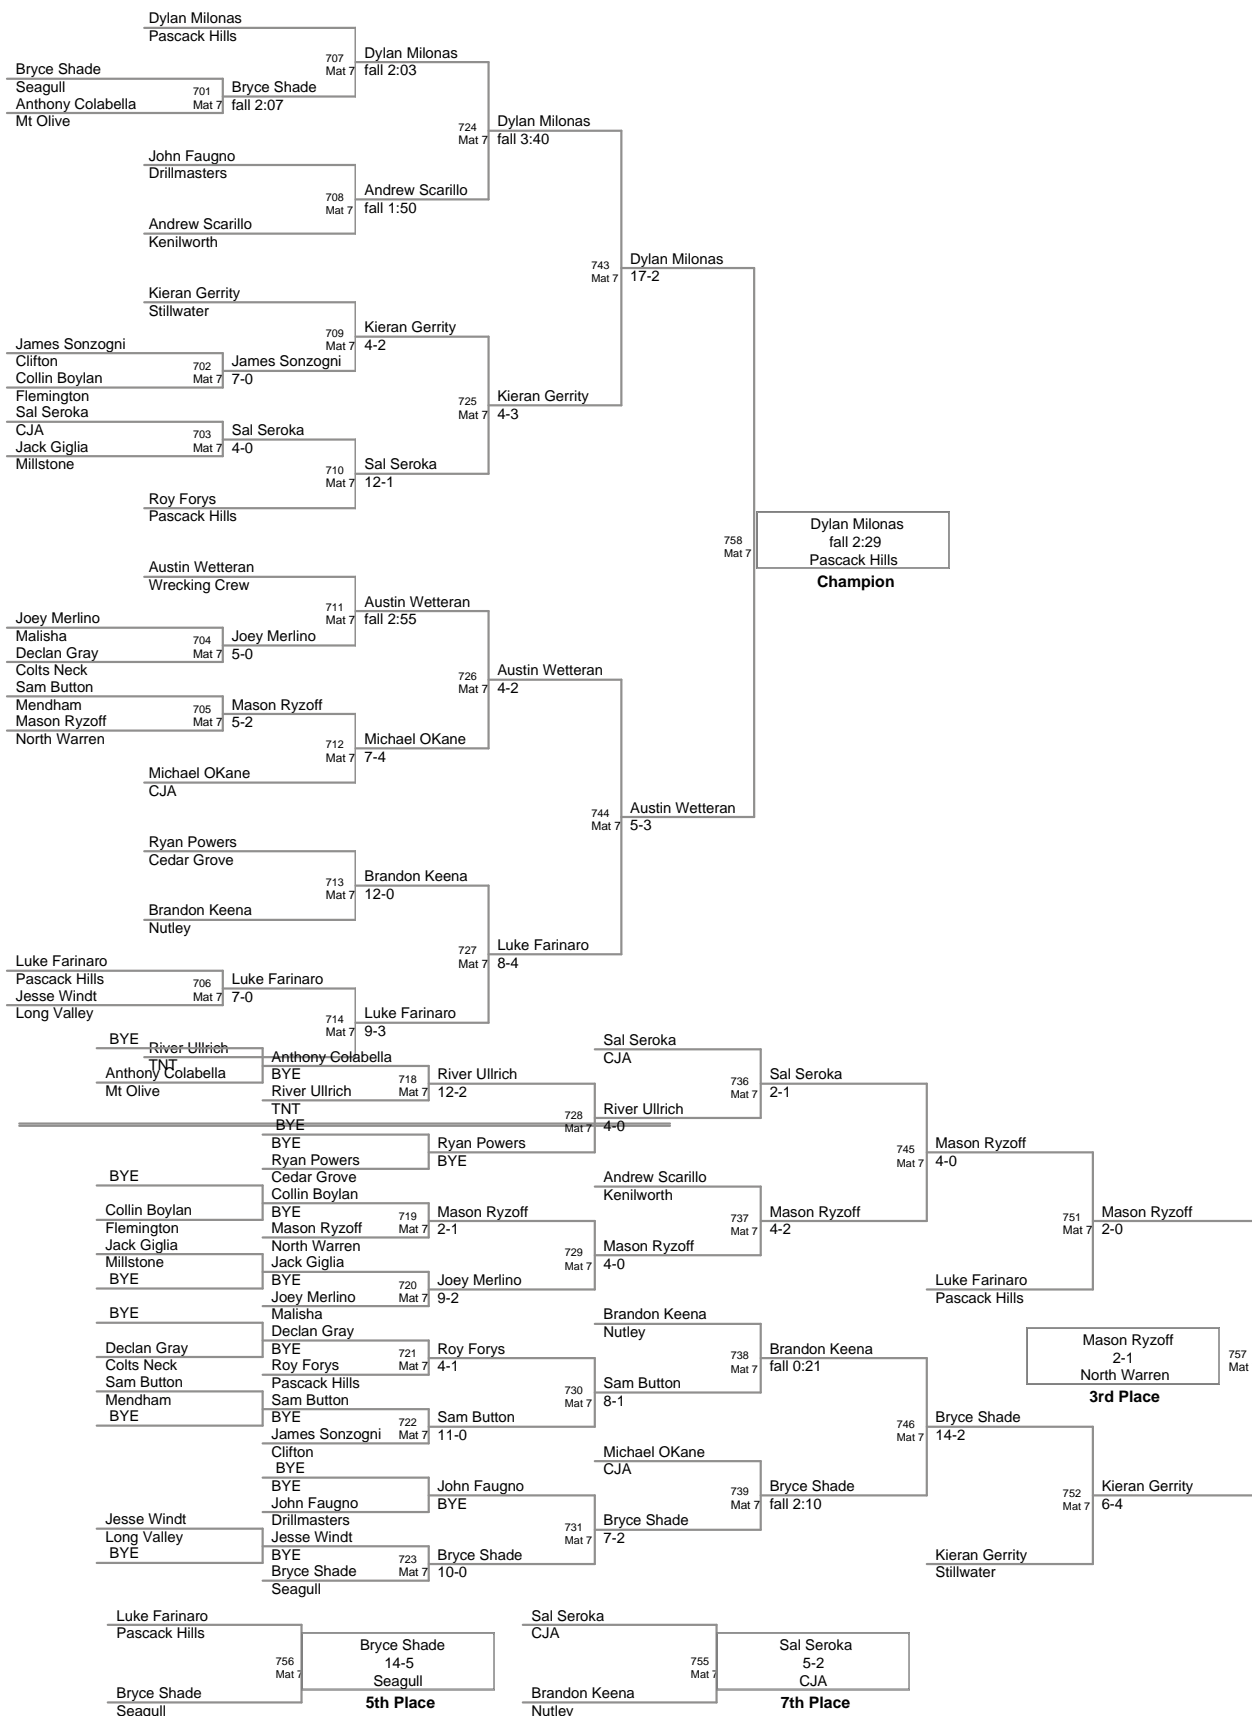 Dylan Milonas
Pascack Hills
707
Mat 7
Dylan Milonas
fall 2:03
Bryce Shade
Seagull
701
Mat 7
Bryce Shade
fall 2:07
Anthony Colabella
Mt Olive
724
Mat 7
Dylan Milonas
fall 3:40
John Faugno
Drillmasters
708
Mat 7
Andrew Scarillo
fall 1:50
Andrew Scarillo
Kenilworth
743
Mat 7
Dylan Milonas
17-2
Kieran Gerrity
Stillwater
709
Mat 7
Kieran Gerrity
4-2
James Sonzogni
Clifton
702
Mat 7
James Sonzogni
7-0
Collin Boylan
Flemington
725
Mat 7
Kieran Gerrity
4-3
Sal Seroka
CJA
703
Mat 7
Sal Seroka
4-0
Jack Giglia
Millstone
710
Mat 7
Sal Seroka
12-1
Roy Forys
Pascack Hills
758
Mat 7
Dylan Milonas
fall 2:29
Pascack Hills
Champion
Austin Wetteran
Wrecking Crew
711
Mat 7
Austin Wetteran
fall 2:55
Joey Merlino
Malisha
704
Mat 7
Joey Merlino
5-0
Declan Gray
Colts Neck
726
Mat 7
Austin Wetteran
4-2
Sam Button
Mendham
705
Mat 7
Mason Ryzoff
5-2
Mason Ryzoff
North Warren
712
Mat 7
Michael OKane
7-4
Michael OKane
CJA
744
Mat 7
Austin Wetteran
5-3
Ryan Powers
Cedar Grove
713
Mat 7
Brandon Keena
12-0
Brandon Keena
Nutley
727
Mat 7
Luke Farinaro
8-4
Luke Farinaro
Pascack Hills
706
Mat 7
Luke Farinaro
7-0
Jesse Windt
Long Valley
714
Mat 7
Luke Farinaro
9-3
River Ullrich
TNT
BYE
Anthony Colabella
Mt Olive
Anthony Colabella
BYE
718
Mat 7
River Ullrich
12-2
River Ullrich
TNT
728
Mat 7
River Ullrich
4-0
BYE
BYE
Ryan Powers
BYE
Ryan Powers
Cedar Grove
Sal Seroka
CJA
736
Mat 7
Sal Seroka
2-1
745
Mat 7
Mason Ryzoff
4-0
BYE
Collin Boylan
Flemington
Collin Boylan
BYE
719
Mat 7
Mason Ryzoff
2-1
Mason Ryzoff
North Warren
Andrew Scarillo
Kenilworth
737
Mat 7
Mason Ryzoff
4-2
729
Mat 7
Mason Ryzoff
4-0
Jack Giglia
Millstone
BYE
Jack Giglia
BYE
720
Mat 7
Joey Merlino
9-2
Joey Merlino
Malisha
751
Mat 7
Mason Ryzoff
2-0
Luke Farinaro
Pascack Hills
BYE
Declan Gray
Colts Neck
Declan Gray
BYE
721
Mat 7
Roy Forys
4-1
Roy Forys
Pascack Hills
Brandon Keena
Nutley
738
Mat 7
Brandon Keena
fall 0:21
730
Mat 7
Sam Button
8-1
Sam Button
Mendham
BYE
Sam Button
BYE
722
Mat 7
Sam Button
11-0
James Sonzogni
Clifton
Mason Ryzoff
2-1
North Warren
757
Mat
3rd Place
746
Mat 7
Bryce Shade
14-2
BYE
BYE
John Faugno
BYE
John Faugno
Drillmasters
Michael OKane
CJA
739
Mat 7
Bryce Shade
fall 2:10
731
Mat 7
Bryce Shade
7-2
Jesse Windt
Long Valley
BYE
Jesse Windt
BYE
723
Mat 7
Bryce Shade
10-0
Bryce Shade
Seagull
752
Mat 7
Kieran Gerrity
6-4
Kieran Gerrity
Stillwater
Luke Farinaro
Pascack Hills
756
Mat 7
Bryce Shade
14-5
Seagull
5th Place
Bryce Shade
Seagull
Sal Seroka
CJA
755
Mat 7
Sal Seroka
5-2
CJA
7th Place
Brandon Keena
Nutley